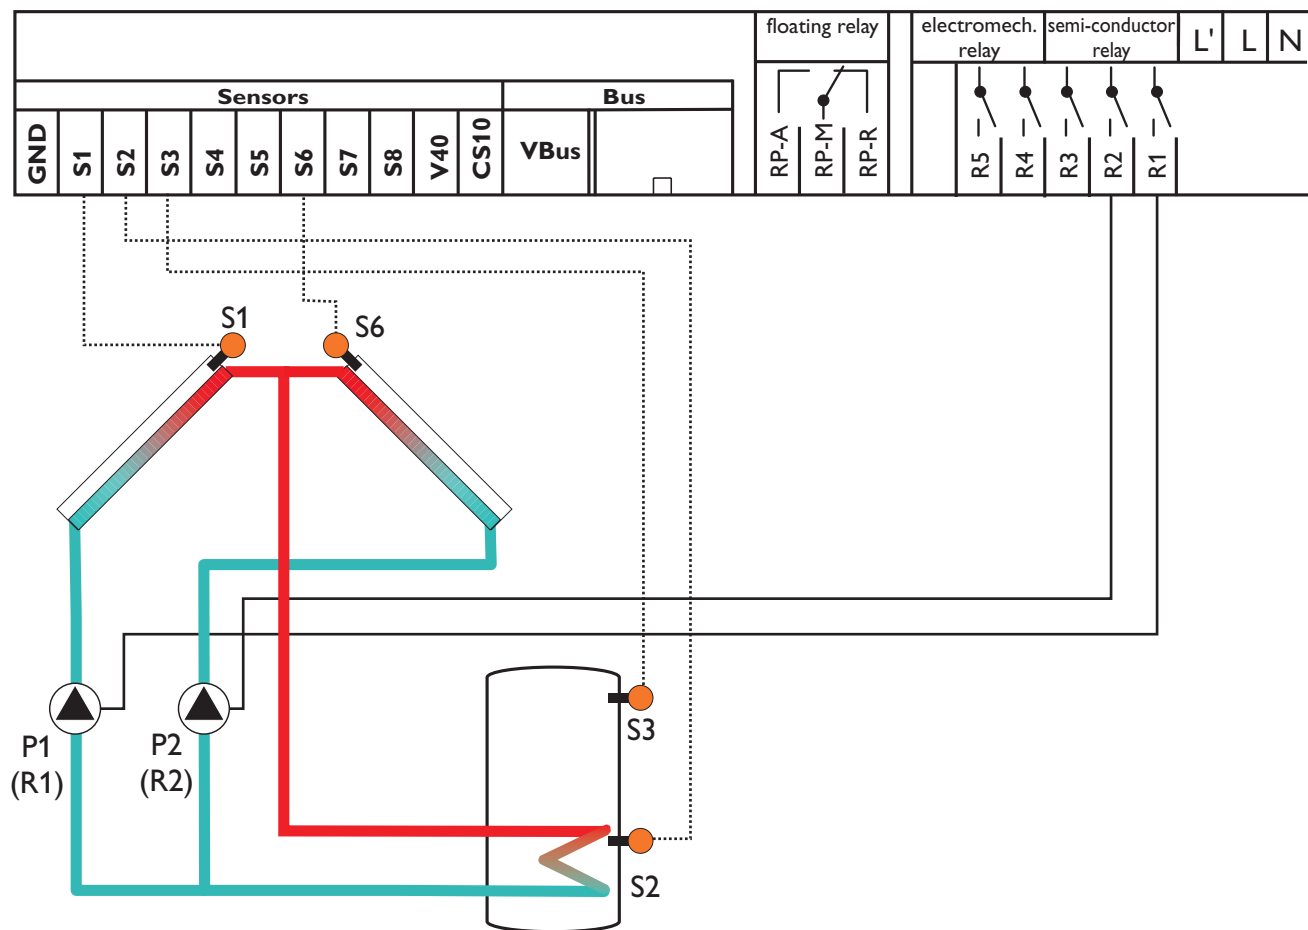 floating relay
electromech.
relay
semi-conductor
relay
L'
L
N
Sensors
Bus
GND
S1
S2
S3
S4
S5
S6
S7
S8
V40
CS10
VBus
RP-A
RP-M
RP-R
R5
R4
R3
R2
R1
S1
S6
S3
P1
(R1)
P2
(R2)
S2